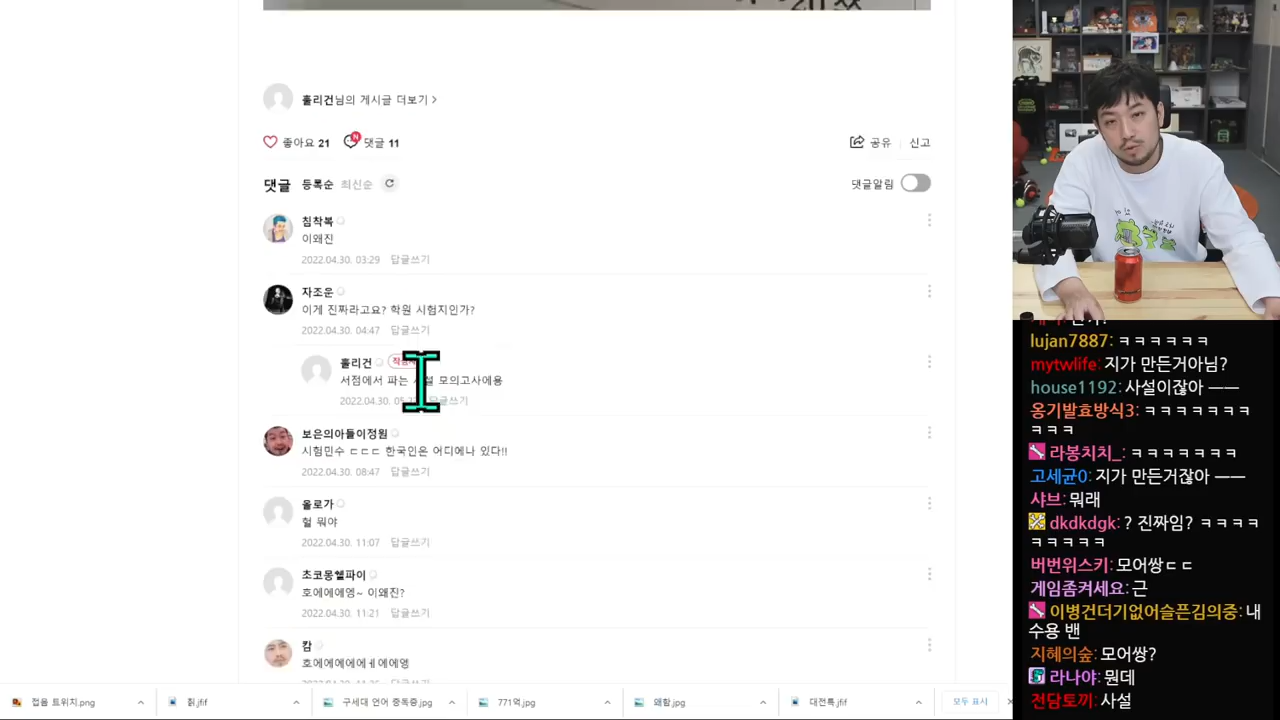 훌리건님의 게시글 더보기 >
좋아요 21 N 댓글 11
공유 신고
댓글 등록순 최신순
댓글알림
침착복
이왜진
2022.04.30. 03:29 답글쓰기
자조운
이게 진짜라고요? 학원 시험지인가?
2022.04.30. 04:47 답글쓰기
훌리건
서점에서 파는 모의고사에용
2022.04.30. 답글쓰기
보은의아들이정원
시험민수 ㄷㄷㄷ 한국인은 어디에나 있다!!
2022.04.30. 08:47 답글쓰기
올로가
헐 뭐야
2022.04.30. 11:07 답글쓰기
초코몽쉘파이
호에에에엥~ 이왜진?
2022.04.30. 11:21 답글쓰기
캄
호에에에에에ㅔ에에엥
접음 트위치.png
휡.jfif
구세대 언어 중독증.jpg
771억.jpg
왜함.jpg
대전특.jfif
모두 표시
lujan7887: ㅋㅋㅋㅋㅋㅋ
mytwlife: 지가 만든거아님?
house1192: 사설이잖아 ㅡㅡ
옹기발효방식3: ㅋㅋㅋㅋㅋㅋㅋ
ㅋㅋㅋㅋ
라봉치치_: ㅋㅋㅋㅋㅋㅋㅋ
고세균0: 지가 만든거잖아 ㅡㅡ
샤브: 뭐래
dkdkdgk: ? 진짜임? ㅋㅋㅋㅋ
ㅋㅋㅋㅋㅋㅋㅋ
버번위스키: 모어쌍ㄷㄷ
게임좀켜세요: 근
이병건더기없어슬픈김의중: 내
수용 밴
지혜의숲: 모어쌍?
라나야: 뭔데
전담토끼: 사설